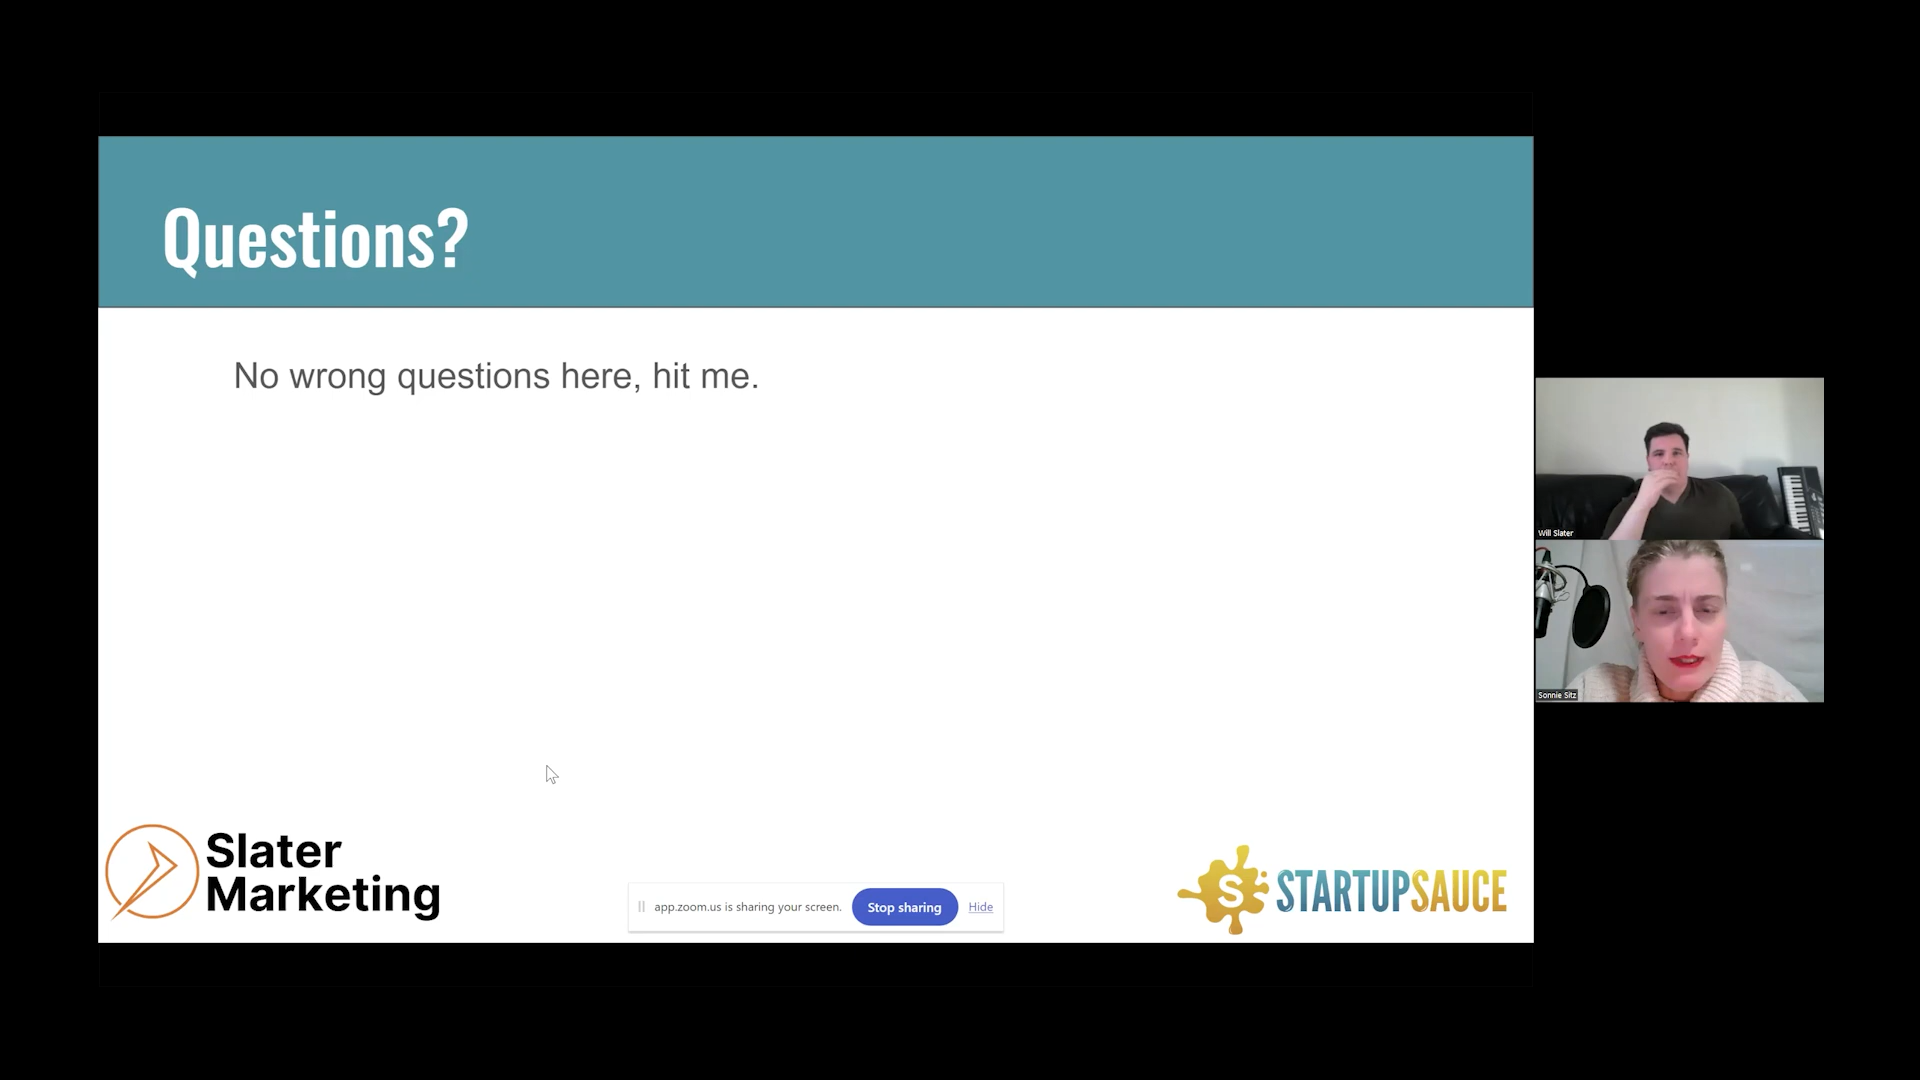 Questions?
No wrong questions here, hit me.
Will Slater
Sonnie Sitz
Slater
Marketing
app.zoom.us is sharing your screen.
Stop sharing
Hide
S
STARTUPSAUCE